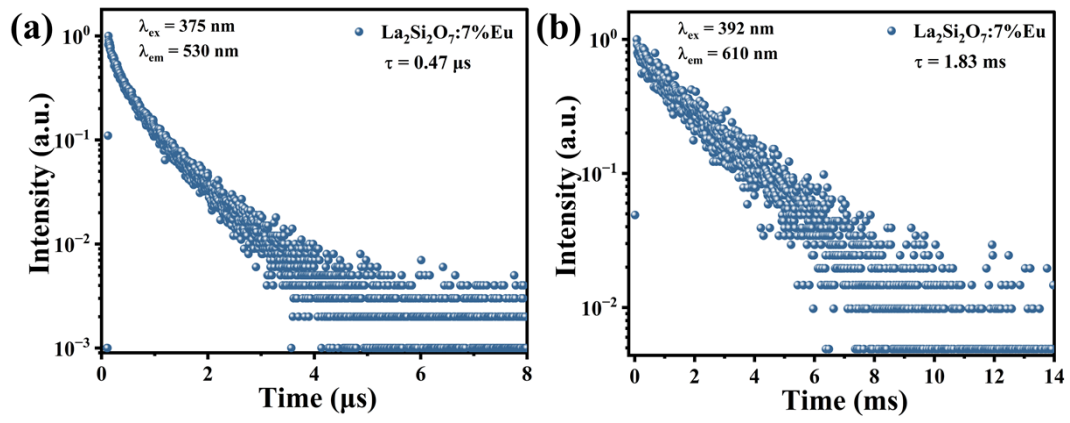 (a)
λex = 375 nm
λem = 530 nm
La2Si2O7:7%Eu
τ = 0.47 μs
Intensity (a.u.)
10^0
10^−1
10^−2
10^−3
0 2 4 6 8
Time (μs)
(b)
λex = 392 nm
λem = 610 nm
La2Si2O7:7%Eu
τ = 1.83 ms
Intensity (a.u.)
10^0
10^−1
10^−2
0 2 4 6 8 10 12 14
Time (ms)